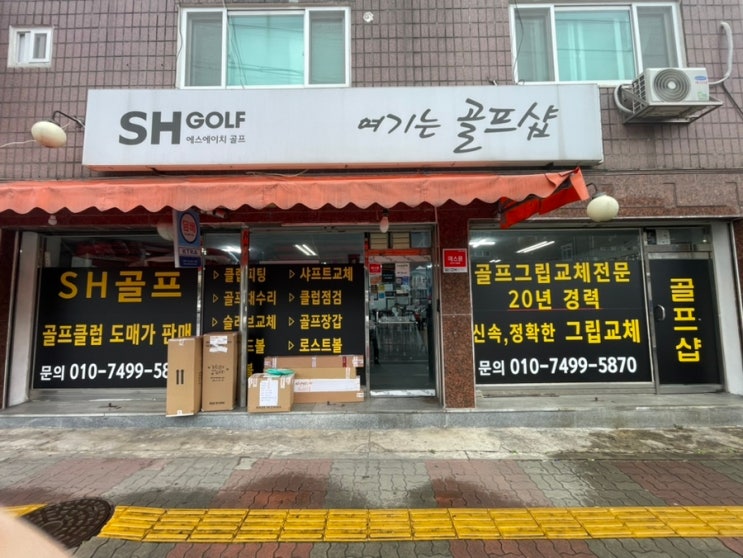 SH GOLF
에스에이치 골프
여기는 골프샵
SH골프
골프클럽 도매가 판매
문의 010-7499-58
▷ 클럽피팅
▷ 샤프트교체
▷ 클럽점검
▷ 골프장갑
▷ 로스트볼
골프그립교체전문
20년 경력
신속,정확한 그립교체
문의 010-7499-5870
골프샵